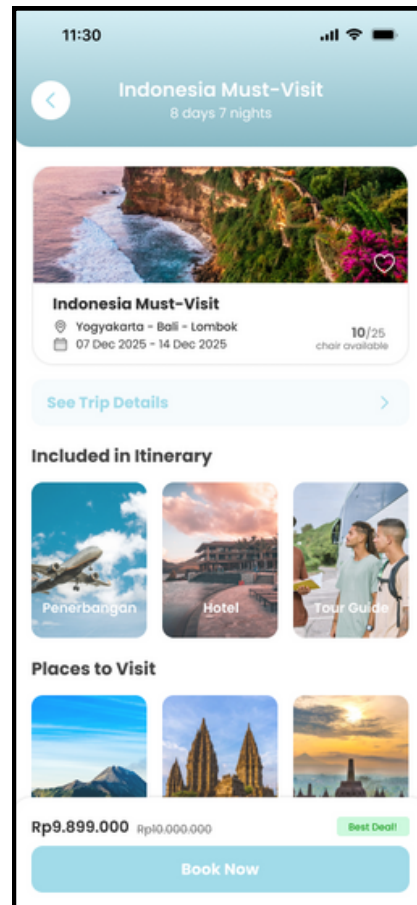 11:30
Indonesia Must-Visit
8 days 7 nights
Indonesia Must-Visit
Yogyakarta - Bali - Lombok
07 Dec 2025 - 14 Dec 2025
10/25
chair available
See Trip Details
Included in Itinerary
Penerbangan
Hotel
Tour Guide
Places to Visit
Rp9.899.000 Rp10.000.000
Best Deal!
Book Now